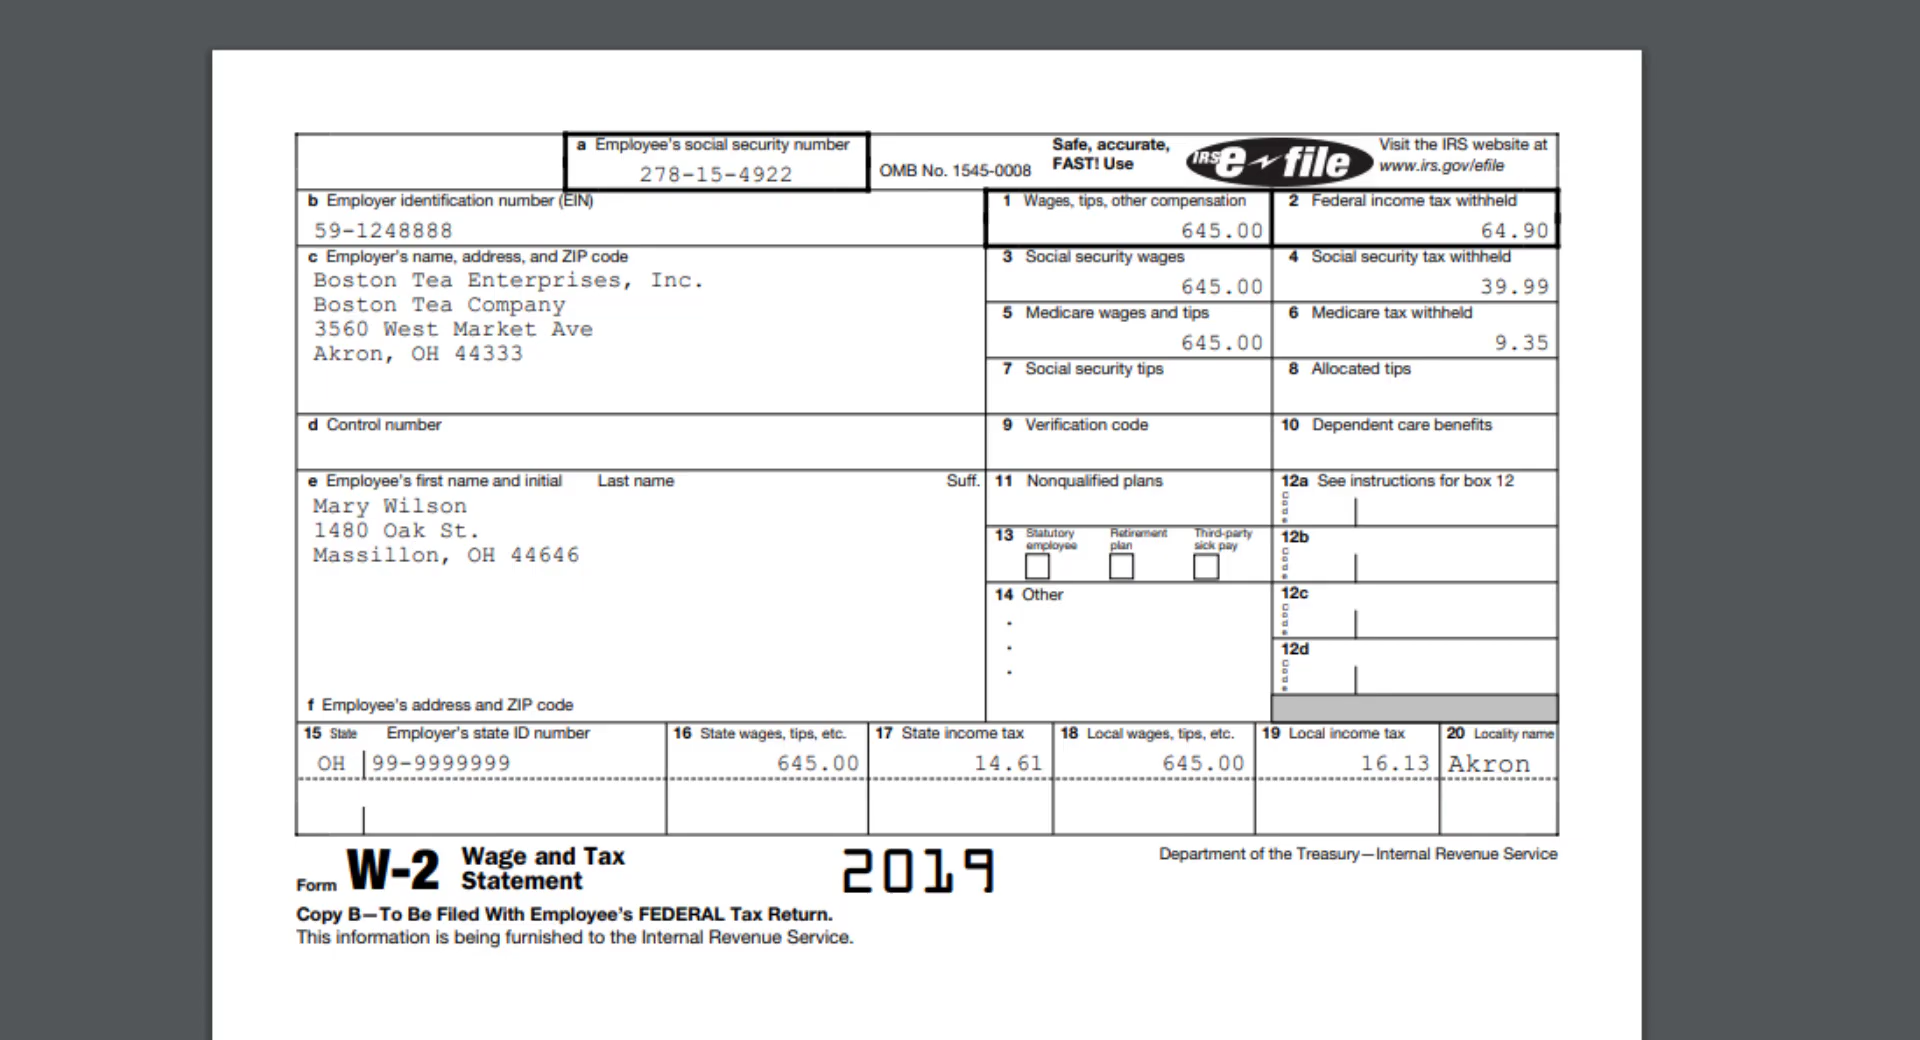 a Employee's social security number
278-15-4922
OMB No. 1545-0008
Safe, accurate,
FAST! Use
IRS e-file
Visit the IRS website at
www.irs.gov/efile
b Employer identification number (EIN)
59-1248888
1 Wages, tips, other compensation
645.00
2 Federal income tax withheld
64.90
c Employer's name, address, and ZIP code
Boston Tea Enterprises, Inc.
Boston Tea Company
3560 West Market Ave
Akron, OH 44333
3 Social security wages
645.00
4 Social security tax withheld
39.99
5 Medicare wages and tips
645.00
6 Medicare tax withheld
9.35
7 Social security tips
8 Allocated tips
d Control number
9 Verification code
10 Dependent care benefits
e Employee's first name and initial Last name Suff.
Mary Wilson
1480 Oak St.
Massillon, OH 44646
11 Nonqualified plans
12a See instructions for box 12
Code
13 Statutory employee
Retirement plan
Third-party sick pay
12b
Code
14 Other
12c
Code
12d
Code
f Employee's address and ZIP code
15 State Employer's state ID number
OH 99-9999999
16 State wages, tips, etc.
645.00
17 State income tax
14.61
18 Local wages, tips, etc.
645.00
19 Local income tax
16.13
20 Locality name
Akron
Form W-2 Wage and Tax
Statement
2019
Department of the Treasury—Internal Revenue Service
Copy B—To Be Filed With Employee's FEDERAL Tax Return.
This information is being furnished to the Internal Revenue Service.